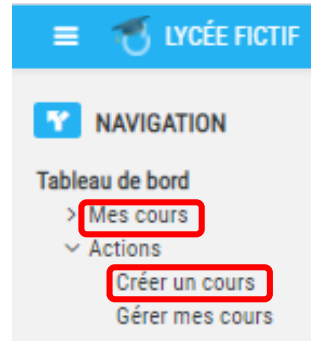 LYCÉE FICTIF
NAVIGATION
Tableau de bord
Mes cours
Actions
Créer un cours
Gérer mes cours